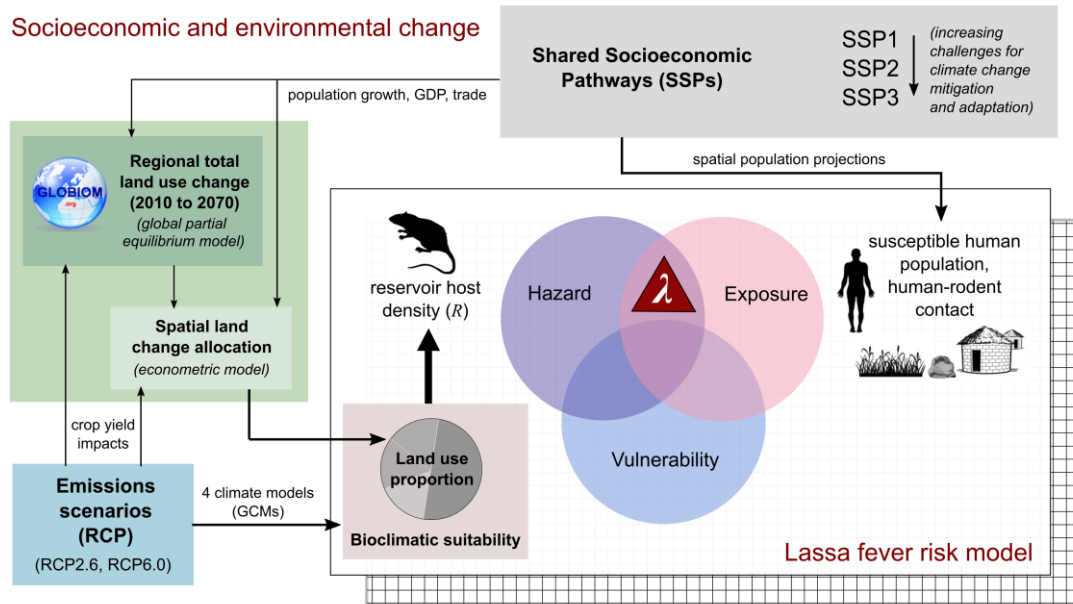 Socioeconomic and environmental change
Shared Socioeconomic
Pathways (SSPs)
SSP1
SSP2
SSP3
(increasing
challenges for
climate change
mitigation
and adaptation)
population growth, GDP, trade
spatial population projections
GLOBIOM
.org
Regional total
land use change
(2010 to 2070)
(global partial
equilibrium model)
Spatial land
change allocation
(econometric model)
crop yield
impacts
Emissions
scenarios
(RCP)
(RCP2.6, RCP6.0)
4 climate models
(GCMs)
reservoir host
density (R)
Land use
proportion
Bioclimatic suitability
Hazard
λ
Exposure
Vulnerability
susceptible human
population,
human-rodent
contact
Lassa fever risk model